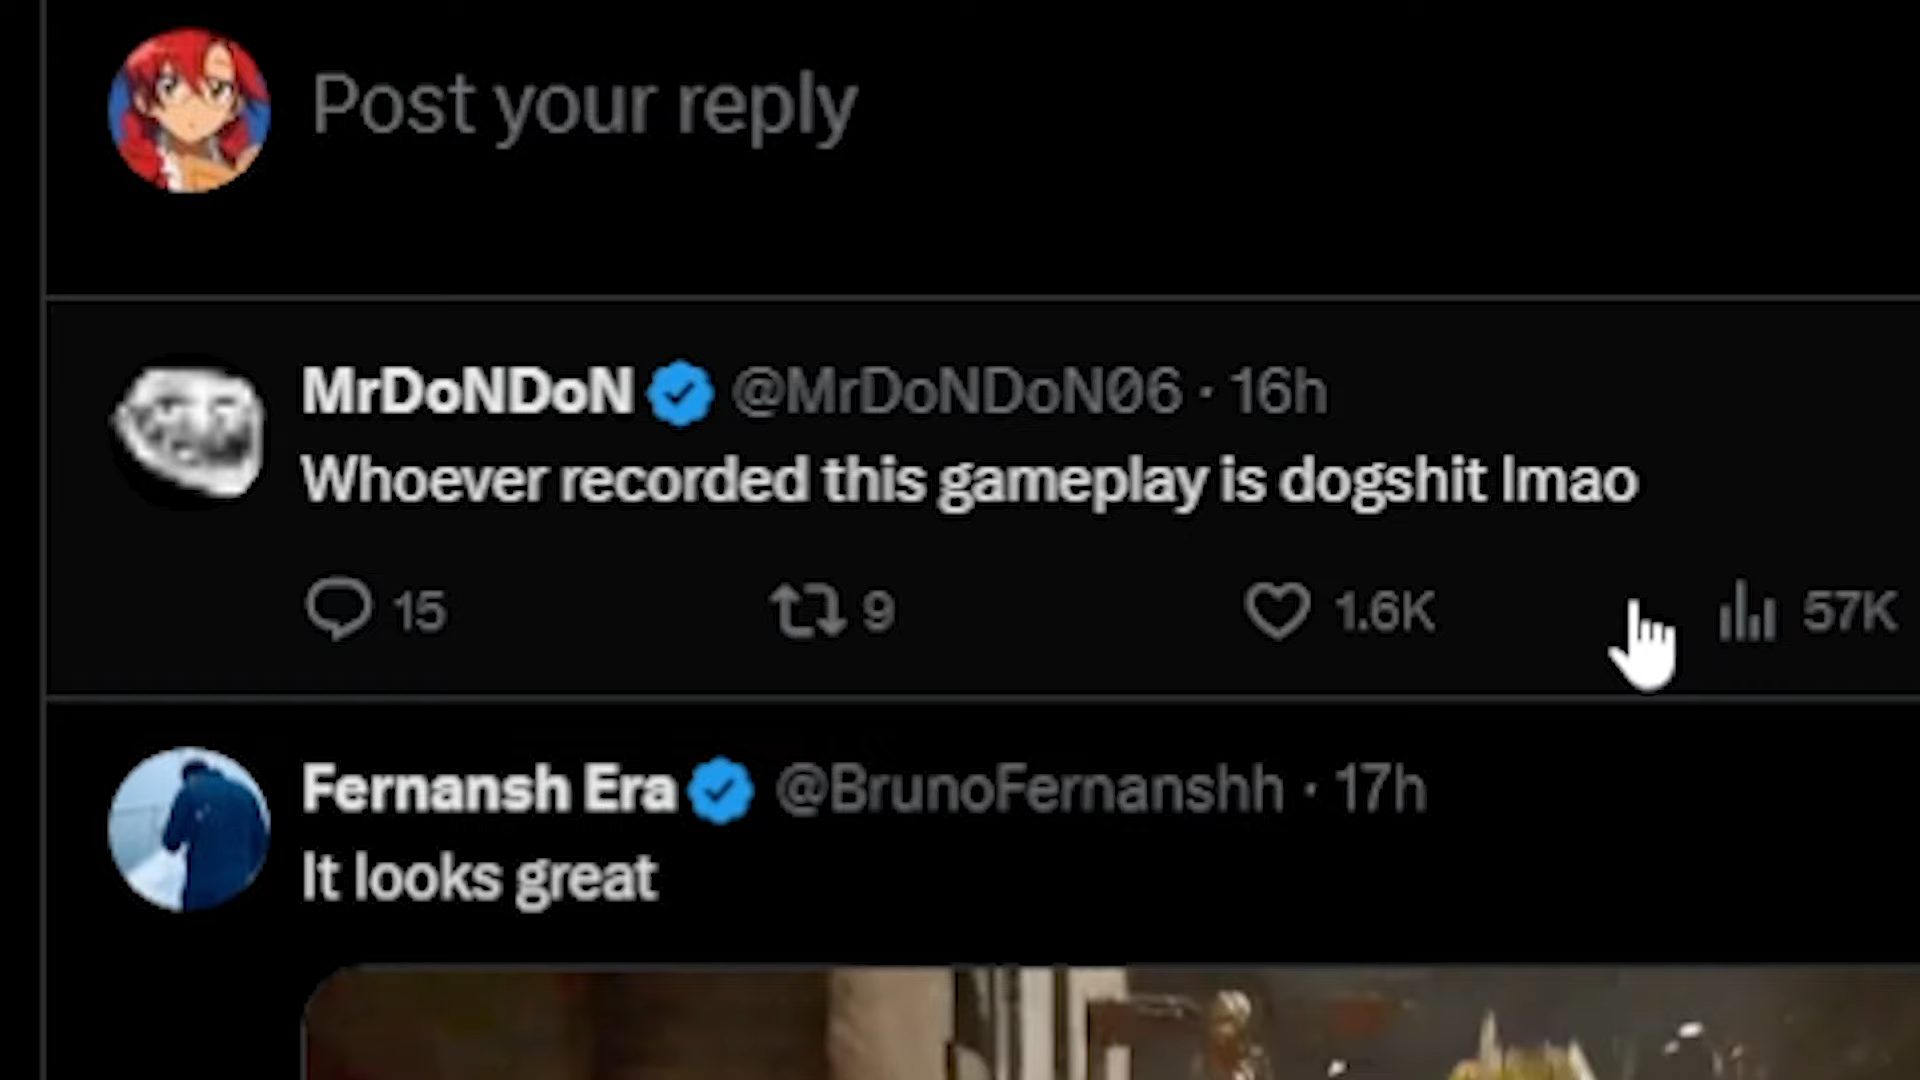 Post your reply
MrDoNDoN @MrDoNDoN06 · 16h
Whoever recorded this gameplay is dogshit lmao
15 9 1.6K 57K
Fernansh Era @BrunoFernanshh · 17h
It looks great